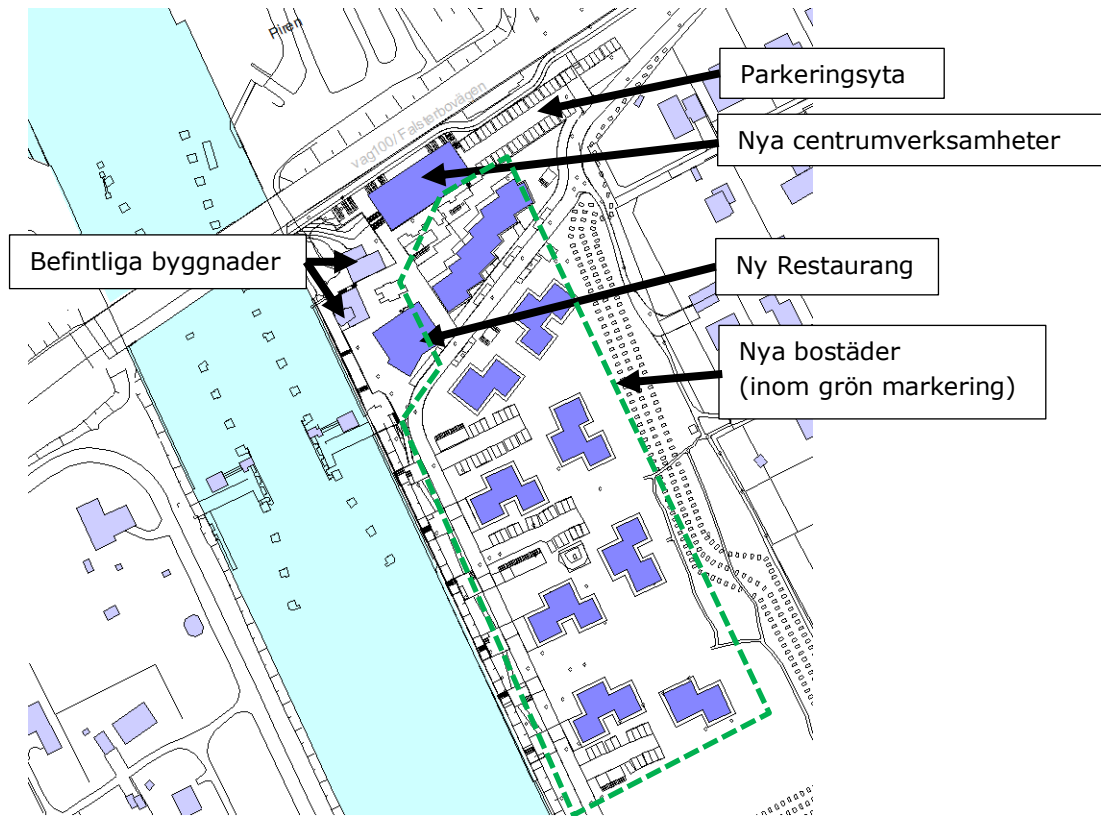 Piren
väg100/Falsterbovägen
Parkeringsyta
Nya centrumverksamheter
Befintliga byggnader
Ny Restaurang
Nya bostäder
(inom grön markering)